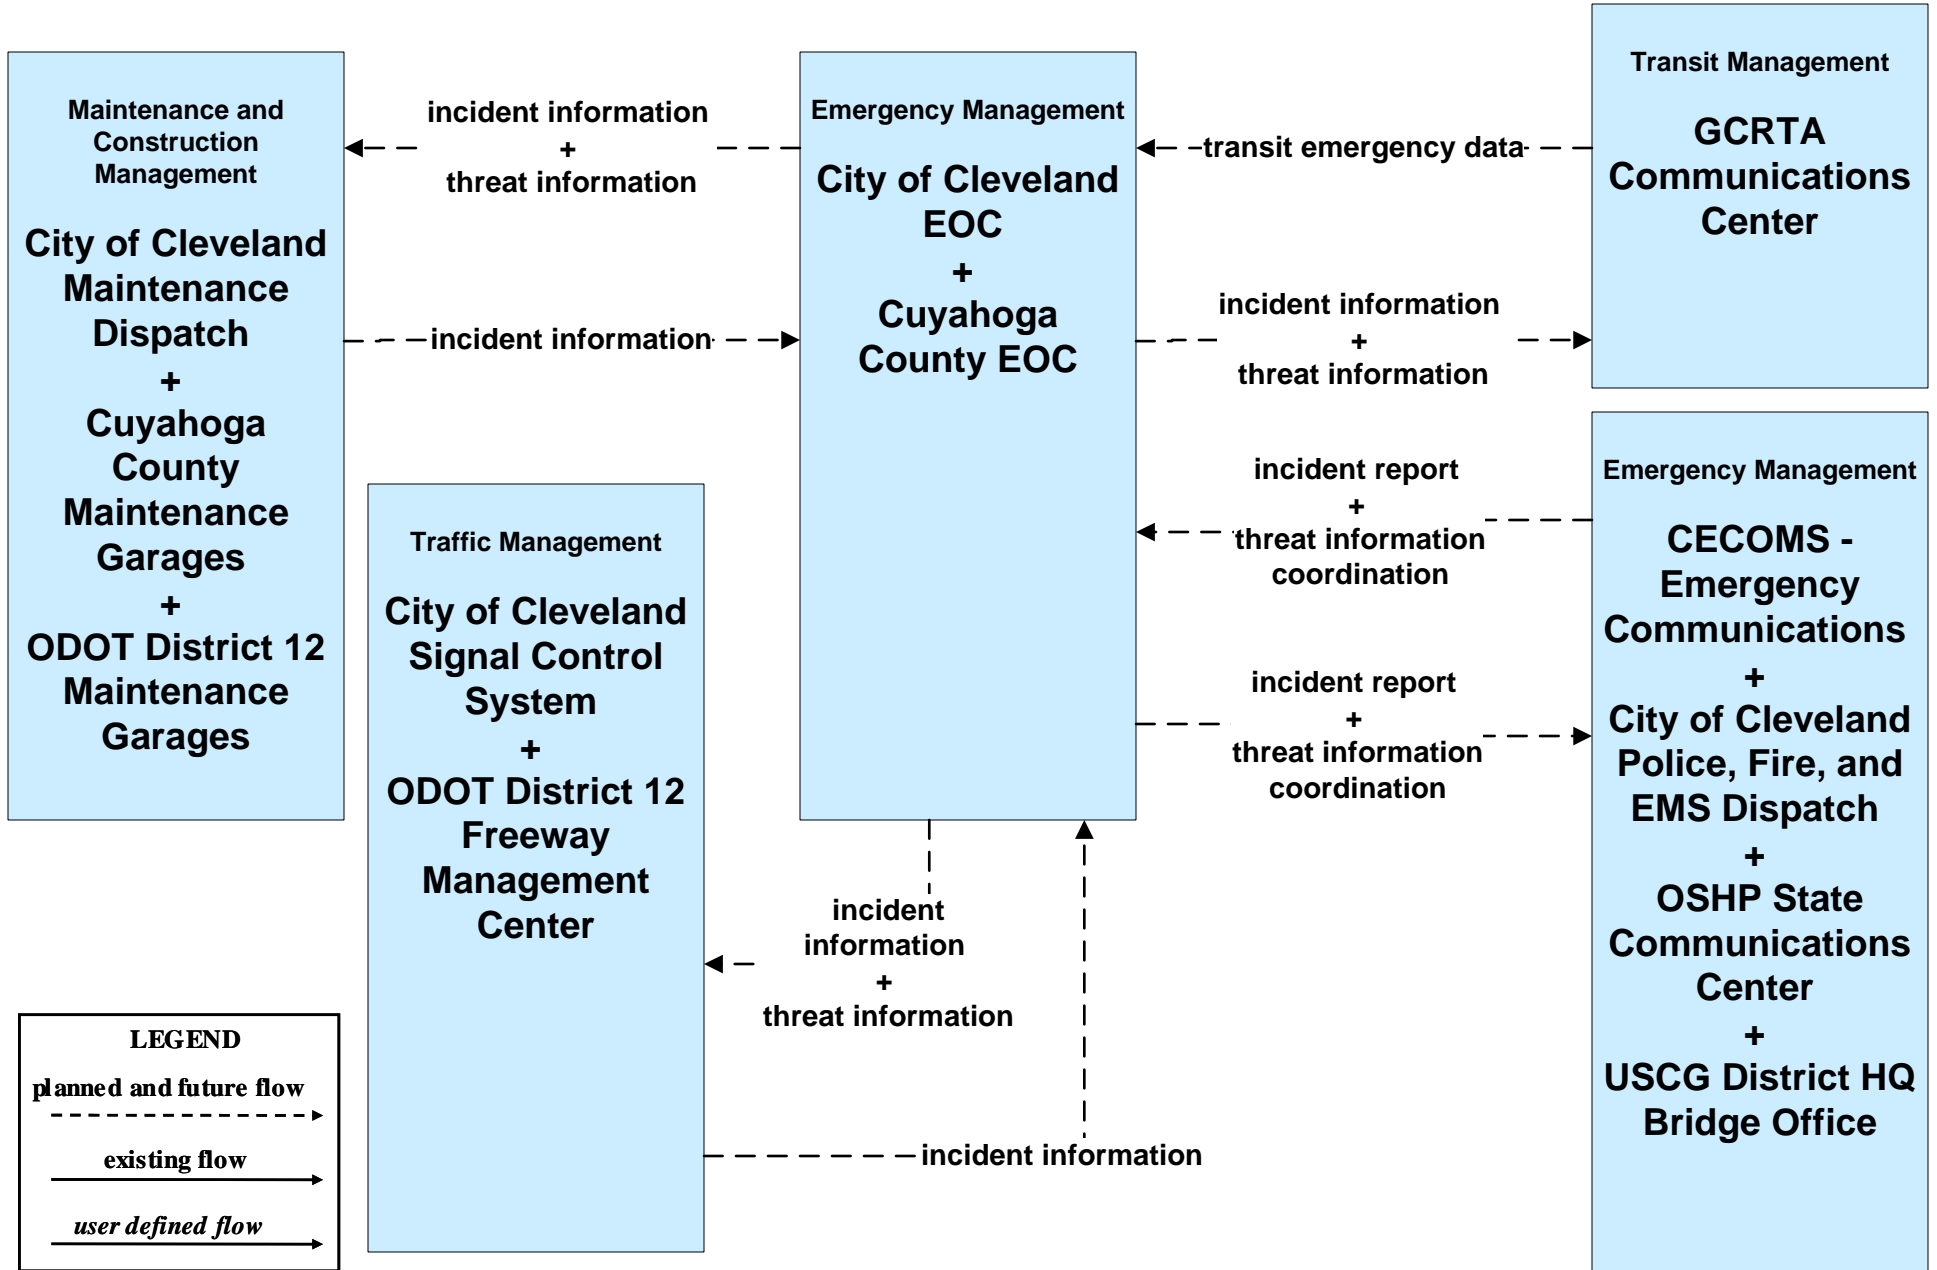 Maintenance and
Construction
Management
City of Cleveland
Maintenance
Dispatch
+
Cuyahoga
County
Maintenance
Garages
+
ODOT District 12
Maintenance
Garages
incident information
+
threat information
incident information
Emergency Management
City of Cleveland
EOC
+
Cuyahoga
County EOC
transit emergency data
incident information
+
threat information
Transit Management
GCRTA
Communications
Center
incident report
+
threat information
coordination
incident report
+
threat information
coordination
Emergency Management
CECOMS -
Emergency
Communications
+
City of Cleveland
Police, Fire, and
EMS Dispatch
+
OSHP State
Communications
Center
+
USCG District HQ
Bridge Office
Traffic Management
City of Cleveland
Signal Control
System
+
ODOT District 12
Freeway
Management
Center
incident
information
+
threat information
incident information
LEGEND
planned and future flow
existing flow
user defined flow